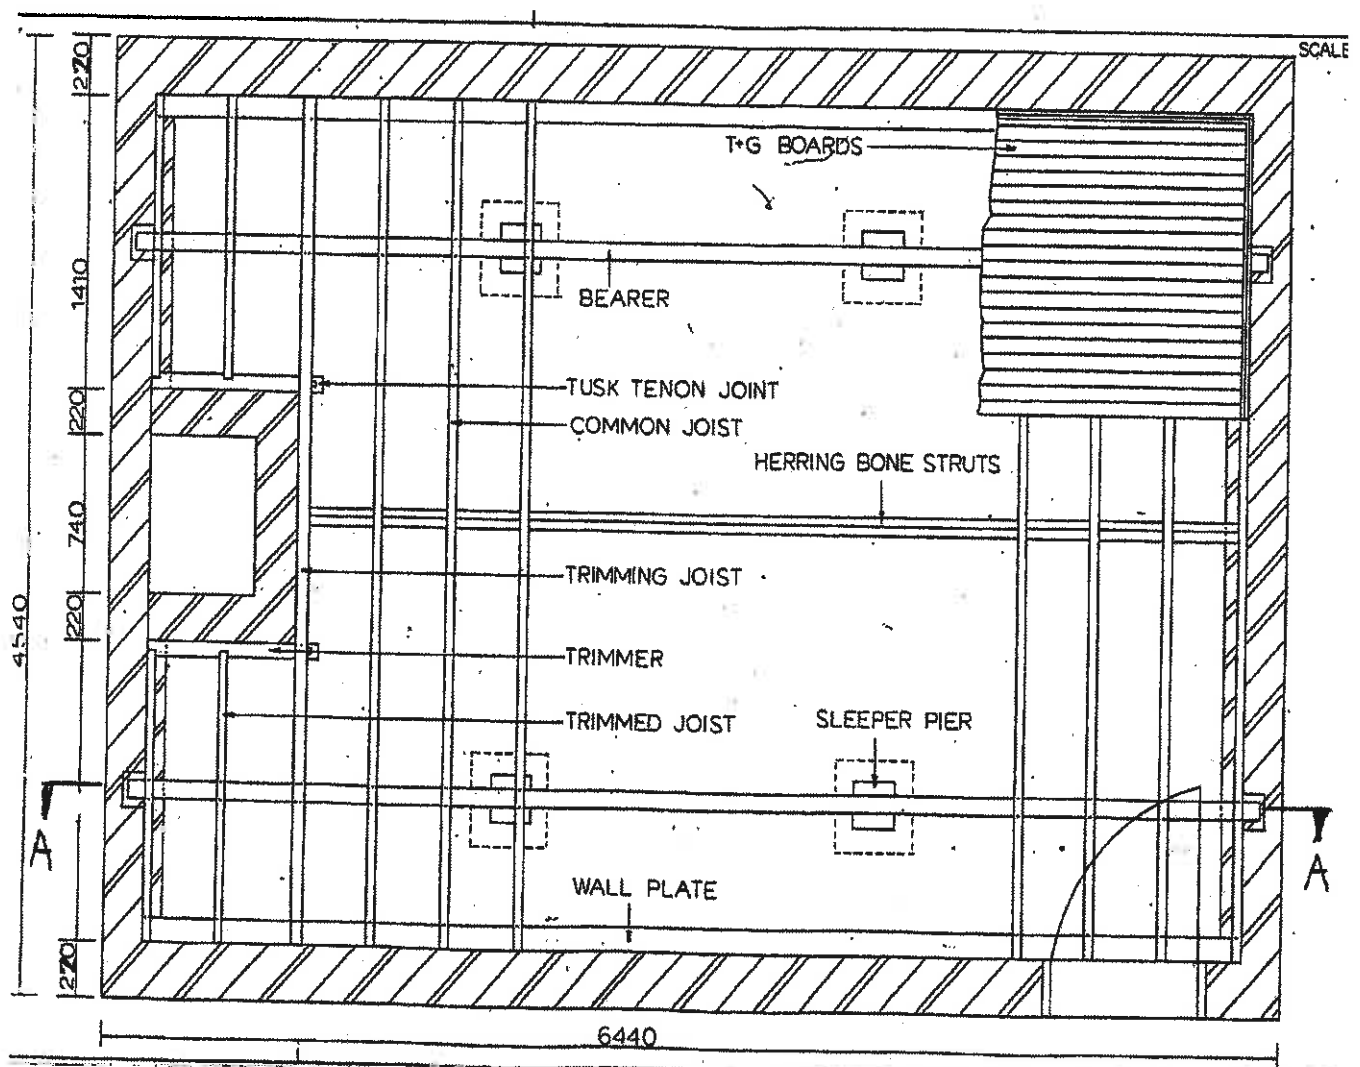 SCALE
270
T+G BOARDS
1410
BEARER
TUSK TENON JOINT
220
COMMON JOIST
HERRING BONE STRUTS
740
TRIMMING JOIST
220
4540
TRIMMER
TRIMMED JOIST
SLEEPER PIER
A
A
WALL PLATE
270
6440